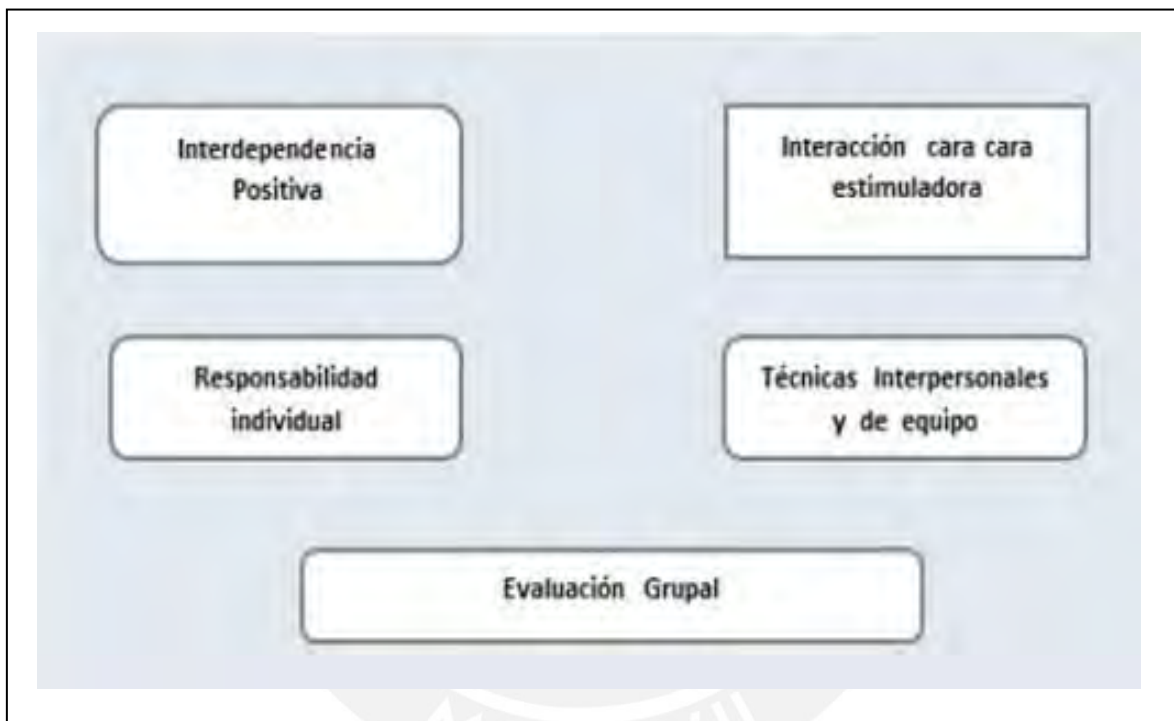 Interdependencia
Positiva
Interacción cara cara
estimuladora
Responsabilidad
individual
Técnicas Interpersonales
y de equipo
Evaluación Grupal